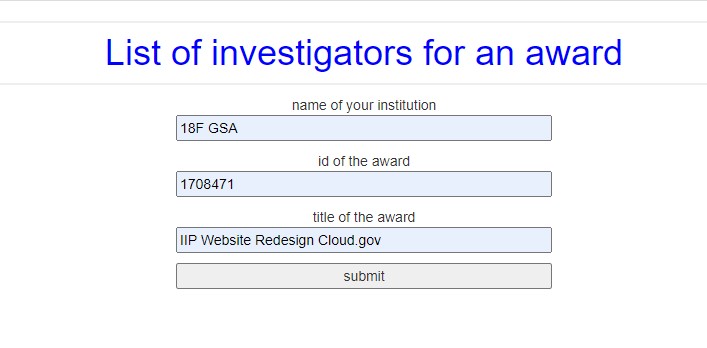 List of investigators for an award
name of your institution
18F GSA
id of the award
1708471
title of the award
IIP Website Redesign Cloud.gov
submit